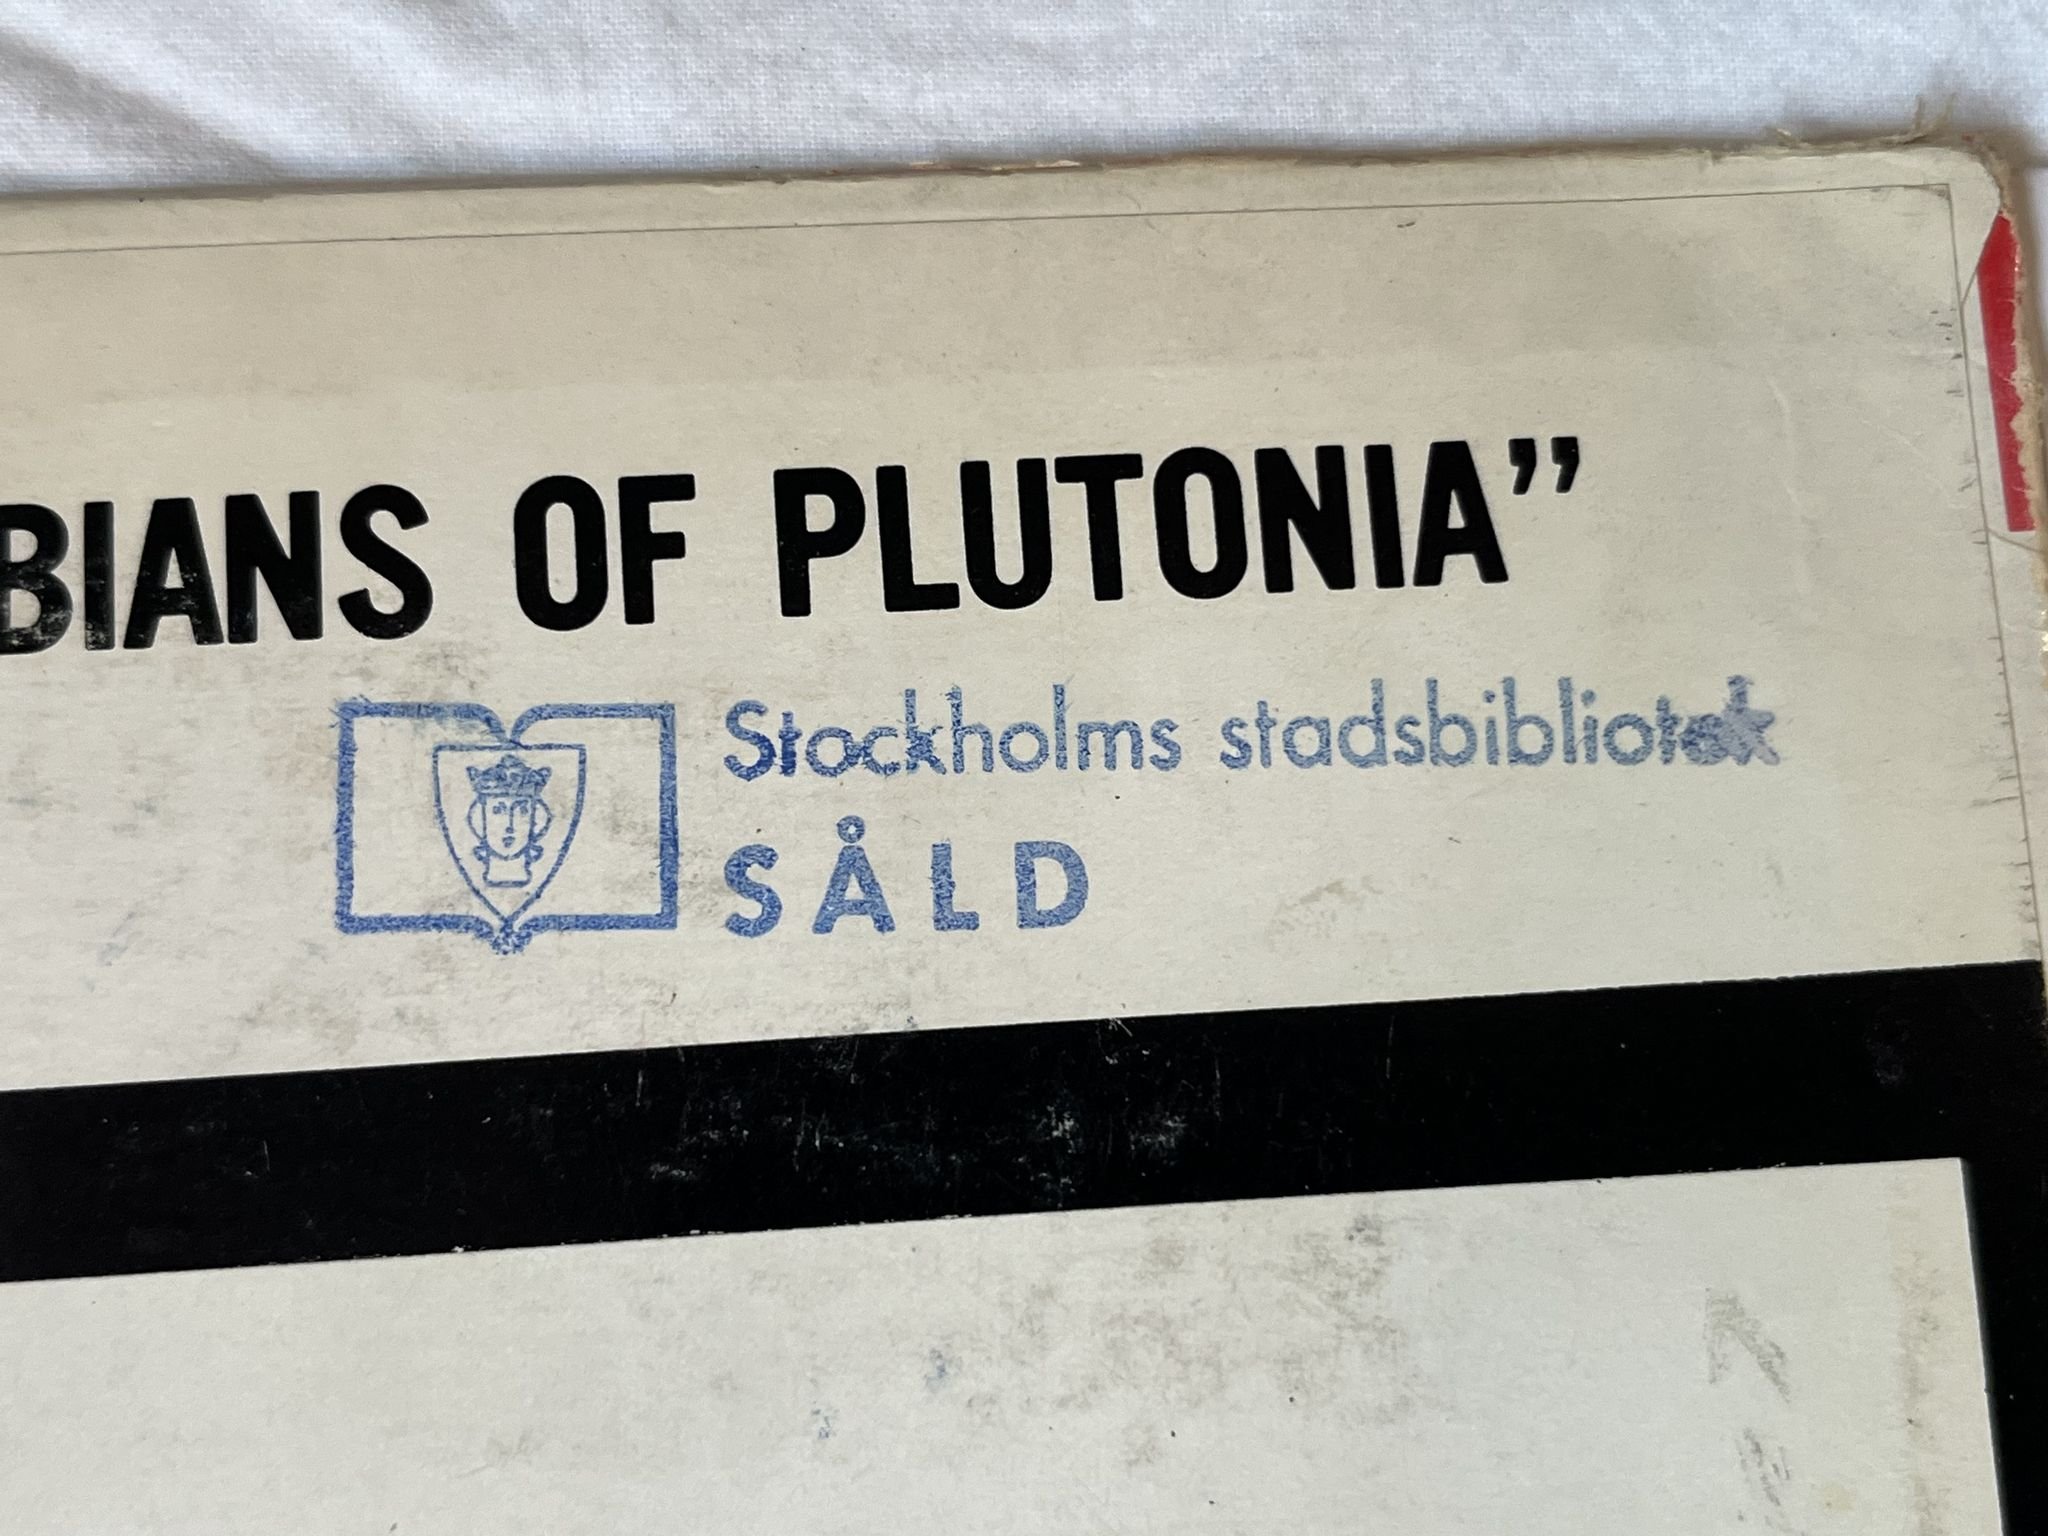 BIANS OF PLUTONIA”
Stockholms stadsbibliotek
SÅLD